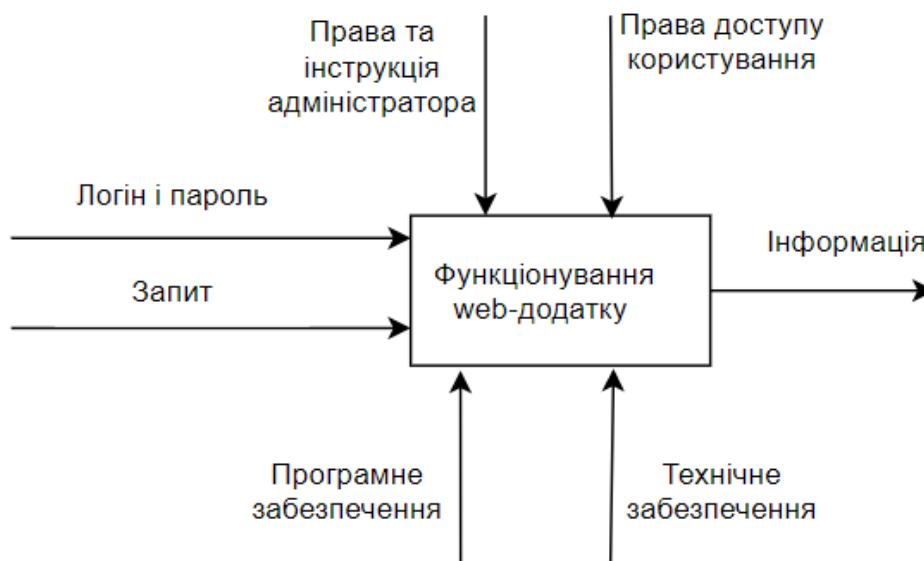 Права та
інструкція
адміністратора
Права доступу
користування
Логін і пароль
Запит
Функціонування
web-додатку
Інформація
Програмне
забезпечення
Технічне
забезпечення